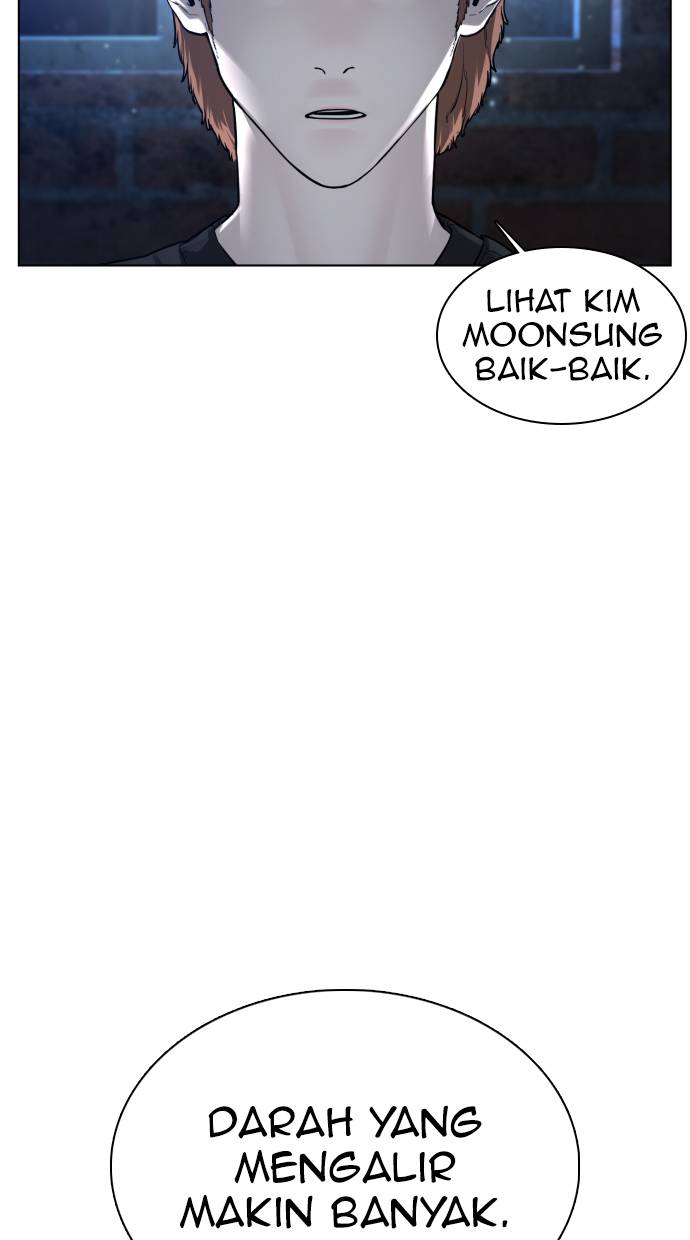 LIHAT KIM
MOONSUNG
BAIK-BAIK.
DARAH YANG
MENGALIR
MAKIN BANYAK.